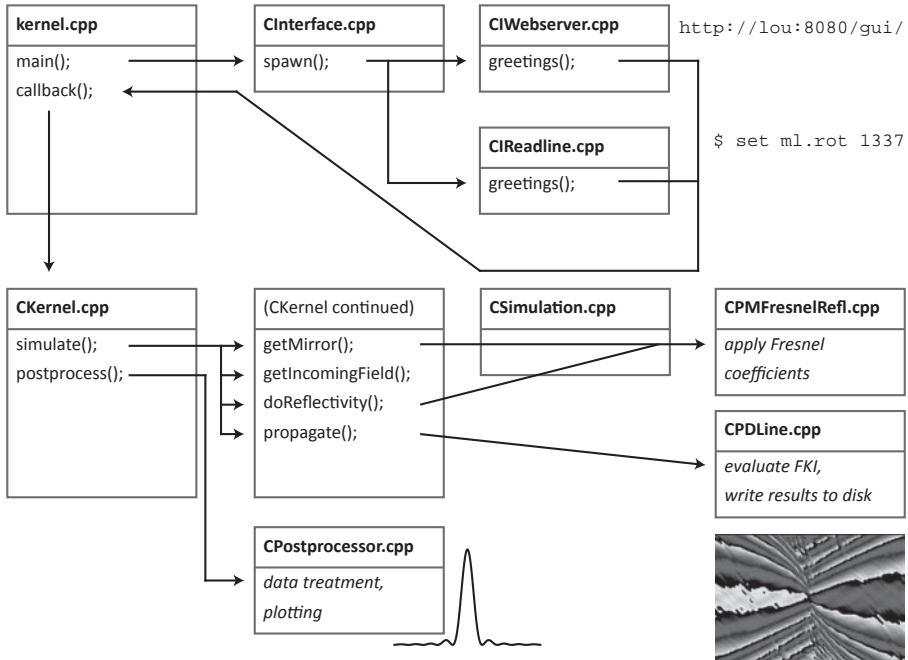 kernel.cpp
main();
callback();
CInterface.cpp
spawn();
CIWebserver.cpp
greetings();
http://lou:8080/gui/
CIReadline.cpp
greetings();
$ set ml.rot 1337
CKernel.cpp
simulate();
postprocess();
(CKernel continued)
getMirror();
getIncomingField();
doReflectivity();
propagate();
CSimulation.cpp
CPMFresnelRefl.cpp
apply Fresnel
coefficients
CPDLine.cpp
evaluate FKI,
write results to disk
CPostprocessor.cpp
data treatment,
plotting